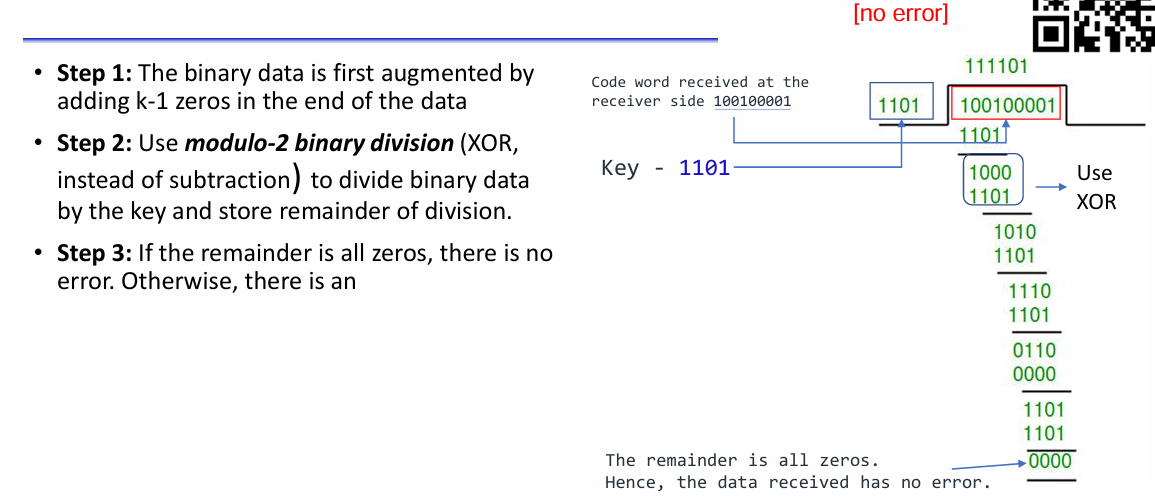 [no error]
• Step 1: The binary data is first augmented by
adding k-1 zeros in the end of the data
• Step 2: Use modulo-2 binary division (XOR,
instead of subtraction) to divide binary data
by the key and store remainder of division.
• Step 3: If the remainder is all zeros, there is no
error. Otherwise, there is an
Code word received at the
receiver side 100100001
Key - 1101
111101
1101 100100001
1101
1000
1101
Use
XOR
1010
1101
1110
1101
0110
0000
1101
1101
0000
The remainder is all zeros.
Hence, the data received has no error.